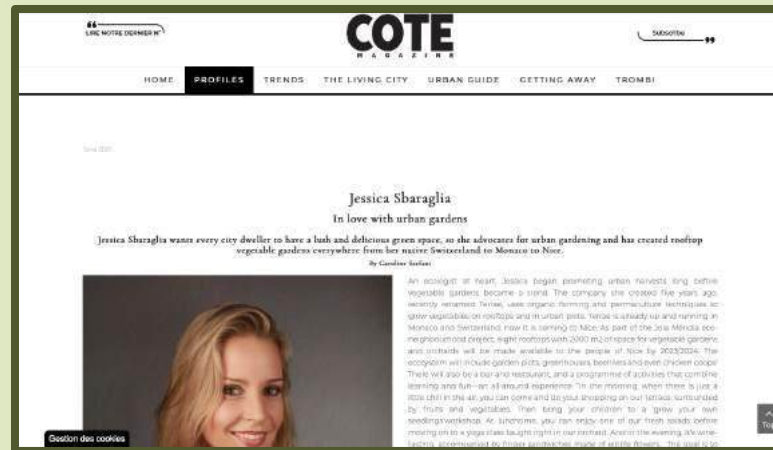 LIRE NOTRE DERNIER N°
COTE
MAGAZINE
Subscribe
HOME PROFILES TRENDS THE LIVING CITY URBAN GUIDE GETTING AWAY TROMBI
Jessica Sbaraglia
In love with urban gardens
Jessica Sbaraglia wants every city dweller to have a lush and delicious green space, so she advocates for urban gardening and has created rooftop
vegetable gardens everywhere from her native Switzerland to Monaco to Nice.
By Caroline
An ecologist at heart, Jessica began promoting urban harvests long before
vegetable gardens became a trend. The company she created five years ago,
recently renamed Terrae, uses organic farming and permaculture techniques to
grow vegetables on rooftops and in urban plots. Terrae is already up and running in
Monaco and Switzerland, now it is coming to Nice. As part of the Joia Méridia eco-
neighborhood project, eight rooftops with 2000 m2 of space for vegetable gardens
and orchards will be made available to the people of Nice by 2023/2024. The
ecosystem will include garden plots, greenhouses, beehives and even chicken coops!
There will also be a bar and restaurant, and a programme of activities that combine
learning and fun—an all-around experience. "In the morning, when there is just a
little chill in the air, you can come and do your shopping on our terrace, surrounded
by fruits and vegetables. Then bring your children to a 'grow your own
seedlings' workshop. At lunchtime, you can enjoy one of our fresh salads before
moving on to a yoga class taught right in our orchard. And in the evening, it's wine-
tasting, accompanied by finger sandwiches made of edible flowers." The goal is to
Gestion des cookies
Top